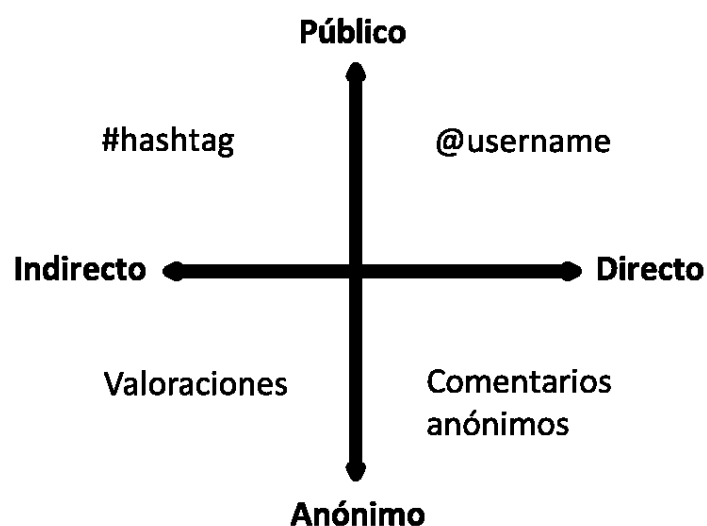 Público
#hashtag
@username
Indirecto
Directo
Valoraciones
Comentarios
anónimos
Anónimo